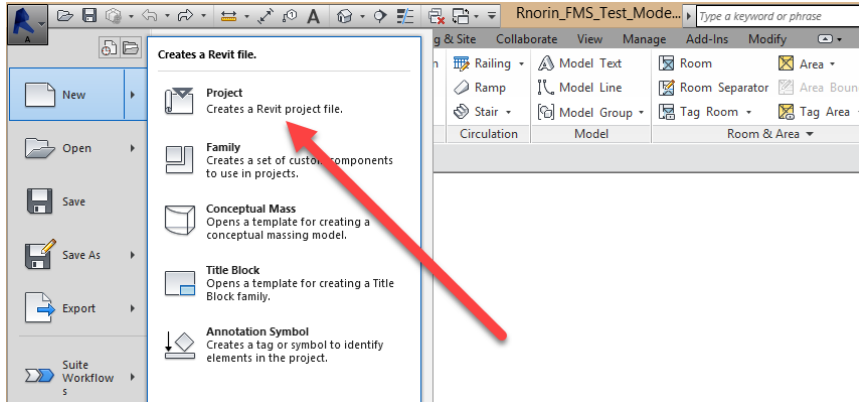 Rnorin_FMS_Test_Mode...
Type a keyword or phrase
A
A
g & Site Collaborate View Manage Add-Ins Modify
Creates a Revit file.
New
Open
Save
Save As
Export
Suite
Workflow
s
Project
Creates a Revit project file.
Family
Creates a set of custom components
to use in projects.
Conceptual Mass
Opens a template for creating a
conceptual massing model.
Title Block
Opens a template for creating a Title
Block family.
Annotation Symbol
Creates a tag or symbol to identify
elements in the project.
n Railing Model Text Room Area
Ramp Model Line Room Separator Area Boun
Stair Model Group Tag Room Tag Area
Circulation Model Room & Area